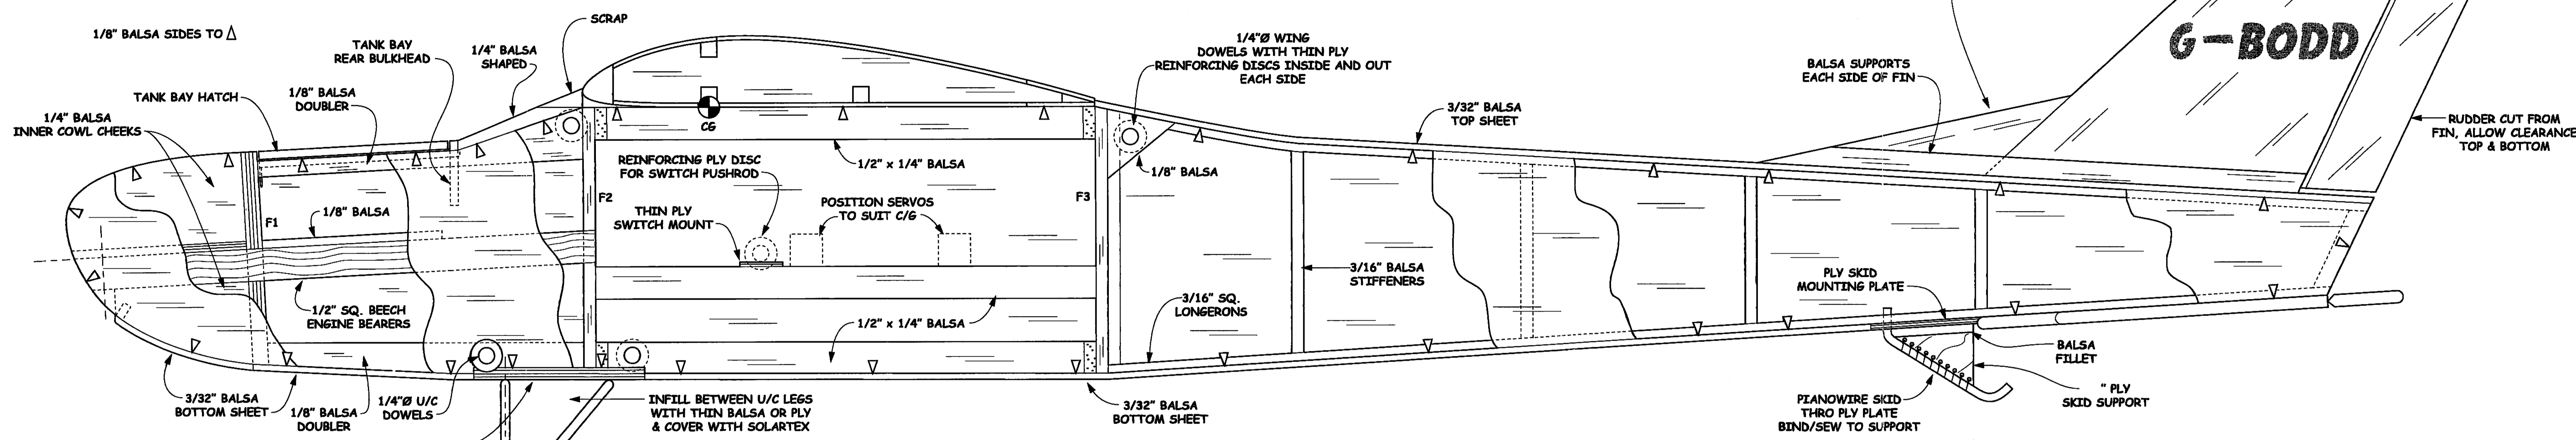 1/8" BALSA SIDES TO △
SCRAP
TANK BAY
REAR BULKHEAD
1/4" BALSA
SHAPED
1/4"Ø WING
DOWELS WITH THIN PLY
REINFORCING DISCS INSIDE AND OUT
EACH SIDE
G-BODD
BALSA SUPPORTS
EACH SIDE OF FIN
TANK BAY HATCH
1/8" BALSA
DOUBLER
1/4" BALSA
INNER COWL CHEEKS
CG
3/32" BALSA
TOP SHEET
RUDDER CUT FROM
FIN, ALLOW CLEARANCE
TOP & BOTTOM
REINFORCING PLY DISC
FOR SWITCH PUSHROD
1/2" x 1/4" BALSA
1/8" BALSA
F1
1/8" BALSA
F2
THIN PLY
SWITCH MOUNT
POSITION SERVOS
TO SUIT C/G
F3
3/16" BALSA
STIFFENERS
PLY SKID
MOUNTING PLATE
1/2" SQ. BEECH
ENGINE BEARERS
1/2" x 1/4" BALSA
3/16" SQ.
LONGERONS
BALSA
FILLET
" PLY
SKID SUPPORT
3/32" BALSA
BOTTOM SHEET
1/8" BALSA
DOUBLER
1/4"Ø U/C
DOWELS
INFILL BETWEEN U/C LEGS
WITH THIN BALSA OR PLY
& COVER WITH SOLARTEX
3/32" BALSA
BOTTOM SHEET
PIANOWIRE SKID
THRO PLY PLATE
BIND/SEW TO SUPPORT